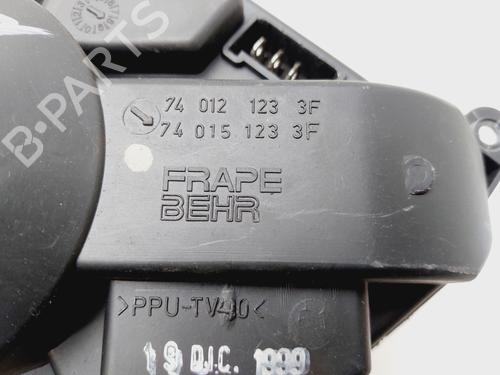 74 012 123 3F
74 015 123 3F
FRAPE
BEHR
>PPU-TV40<
19 DIC. 1999
B-PARTS